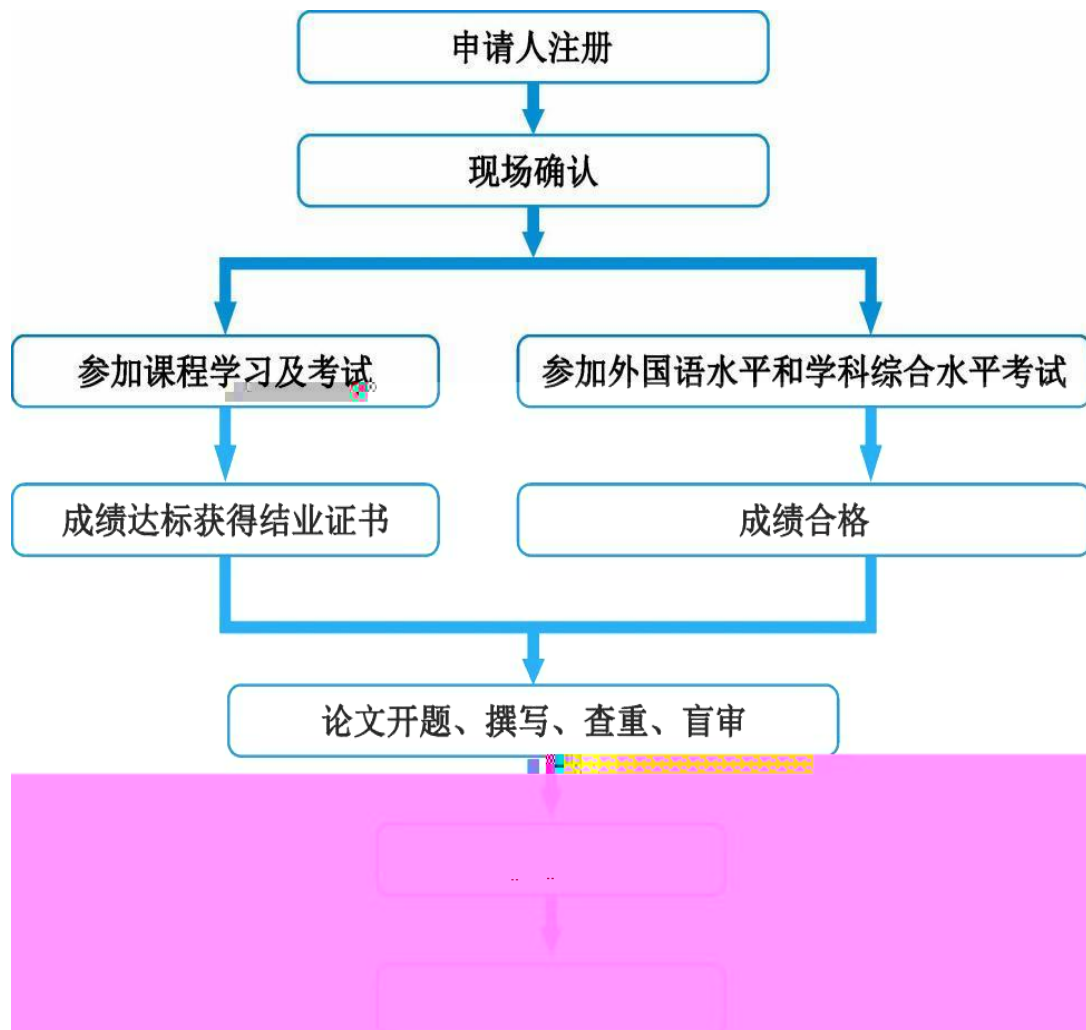 申请人注册
现场确认
参加课程学习及考试
参加外国语水平和学科综合水平考试
成绩达标获得结业证书
成绩合格
论文开题、撰写、查重、盲审